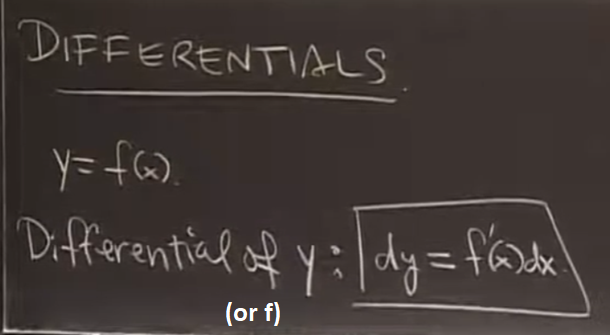 DIFFERENTIALS
y = f(x).
Differential of y: dy = f'(x)dx.
(or f)